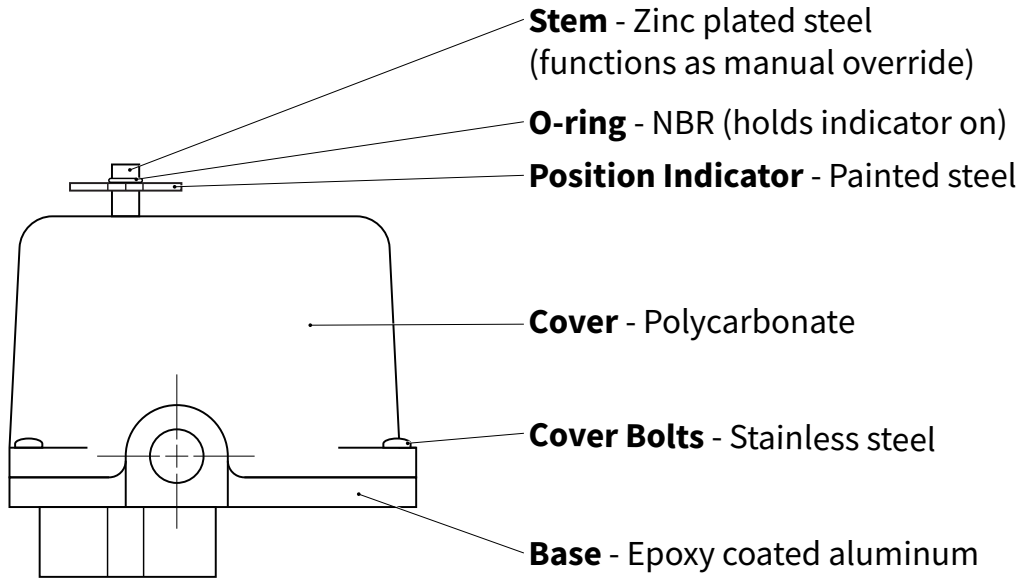 Stem - Zinc plated steel
(functions as manual override)
O-ring - NBR (holds indicator on)
Position Indicator - Painted steel
Cover - Polycarbonate
Cover Bolts - Stainless steel
Base - Epoxy coated aluminum